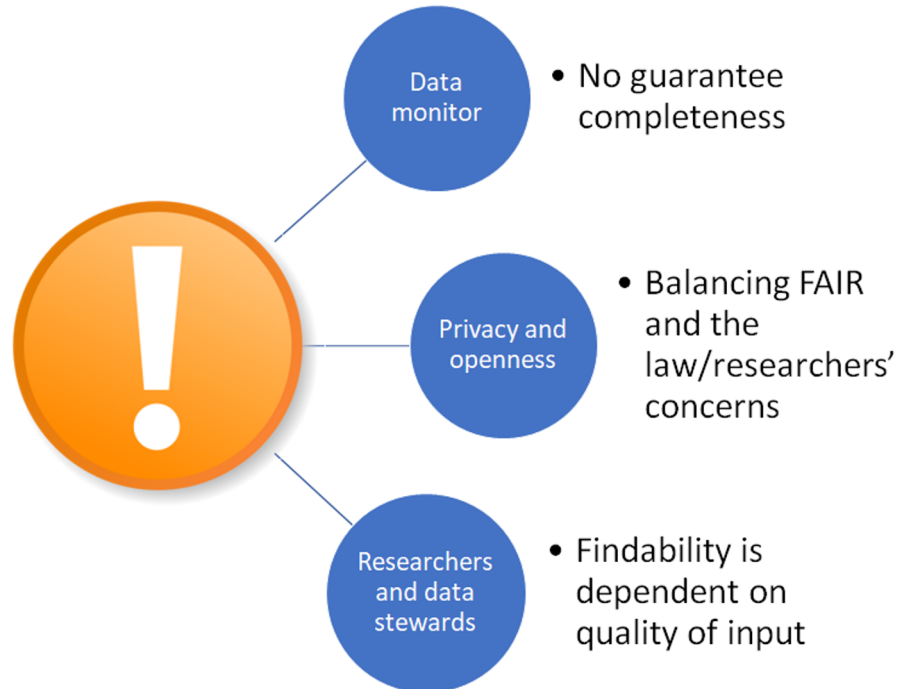 Data
monitor
• No guarantee
completeness
Privacy and
openness
• Balancing FAIR
and the
law/researchers’
concerns
Researchers
and data
stewards
• Findability is
dependent on
quality of input